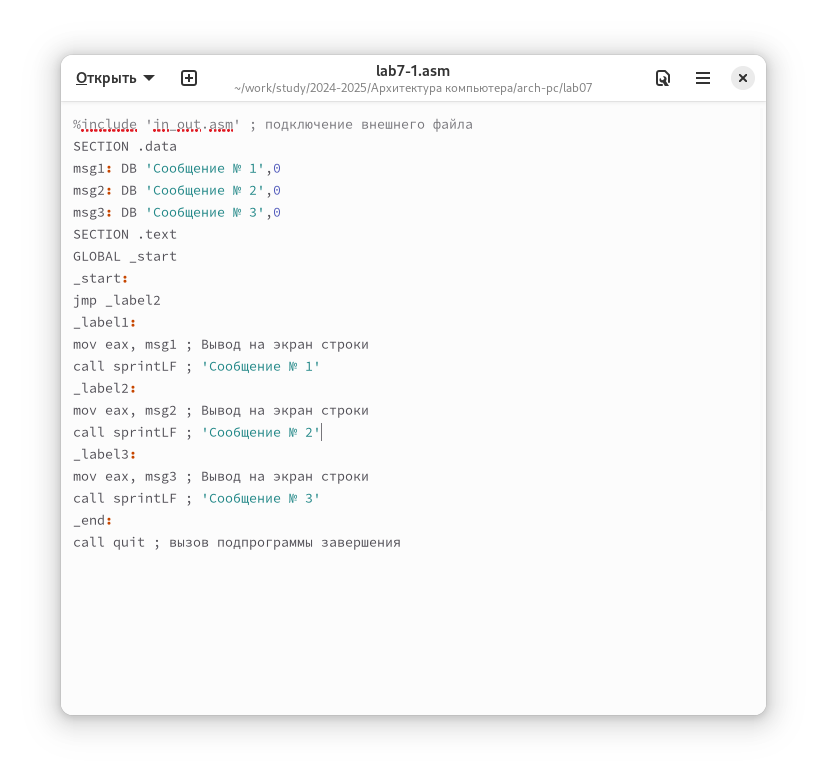 Открыть
lab7-1.asm
~/work/study/2024-2025/Архитектура компьютера/arch-pc/lab07
%include 'in_out.asm' ; подключение внешнего файла
SECTION .data
msg1: DB 'Сообщение № 1',0
msg2: DB 'Сообщение № 2',0
msg3: DB 'Сообщение № 3',0
SECTION .text
GLOBAL _start
_start:
jmp _label2
_label1:
mov eax, msg1 ; Вывод на экран строки
call sprintLF ; 'Сообщение № 1'
_label2:
mov eax, msg2 ; Вывод на экран строки
call sprintLF ; 'Сообщение № 2'
_label3:
mov eax, msg3 ; Вывод на экран строки
call sprintLF ; 'Сообщение № 3'
_end:
call quit ; вызов подпрограммы завершения